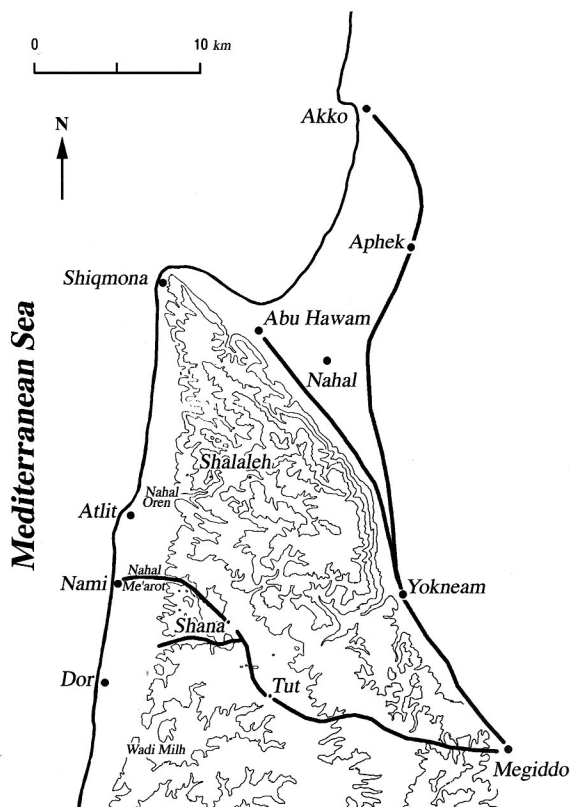 0 10 km
N
Akko
Aphek
Shiqmona
Abu Hawam
Nahal
Mediterranean Sea
Shalaleh
Nahal
Oren
Atlit
Nahal
Me'arot
Nami
Yokneam
Shana
Dor
Tut
Wadi Milh
Megiddo